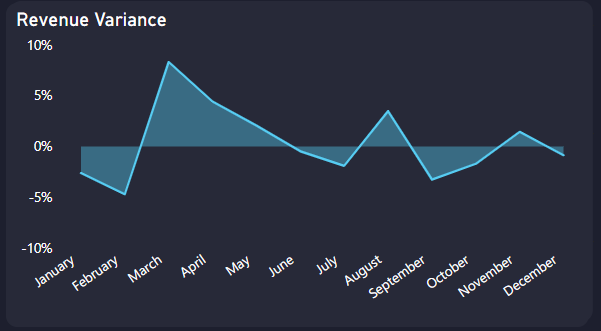 Revenue Variance
10%
5%
0%
-5%
-10%
January
February
March
April
May
June
July
August
September
October
November
December